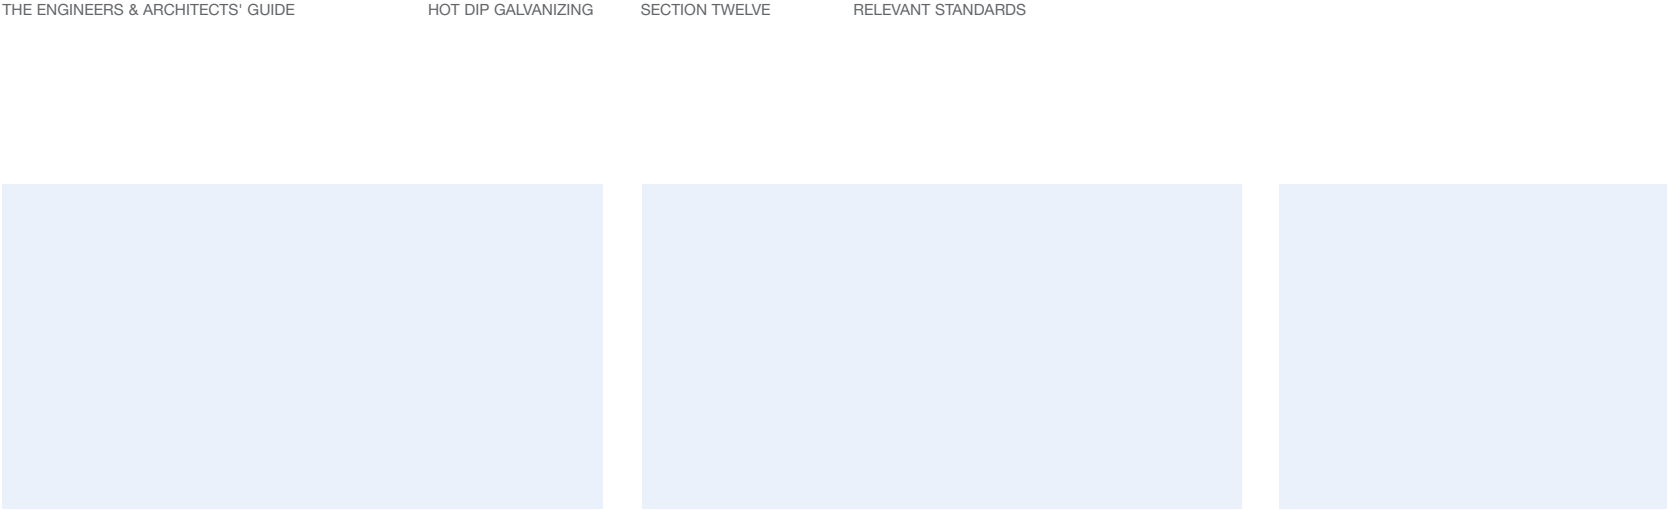 THE ENGINEERS & ARCHITECTS' GUIDE HOT DIP GALVANIZING SECTION TWELVE RELEVANT STANDARDS